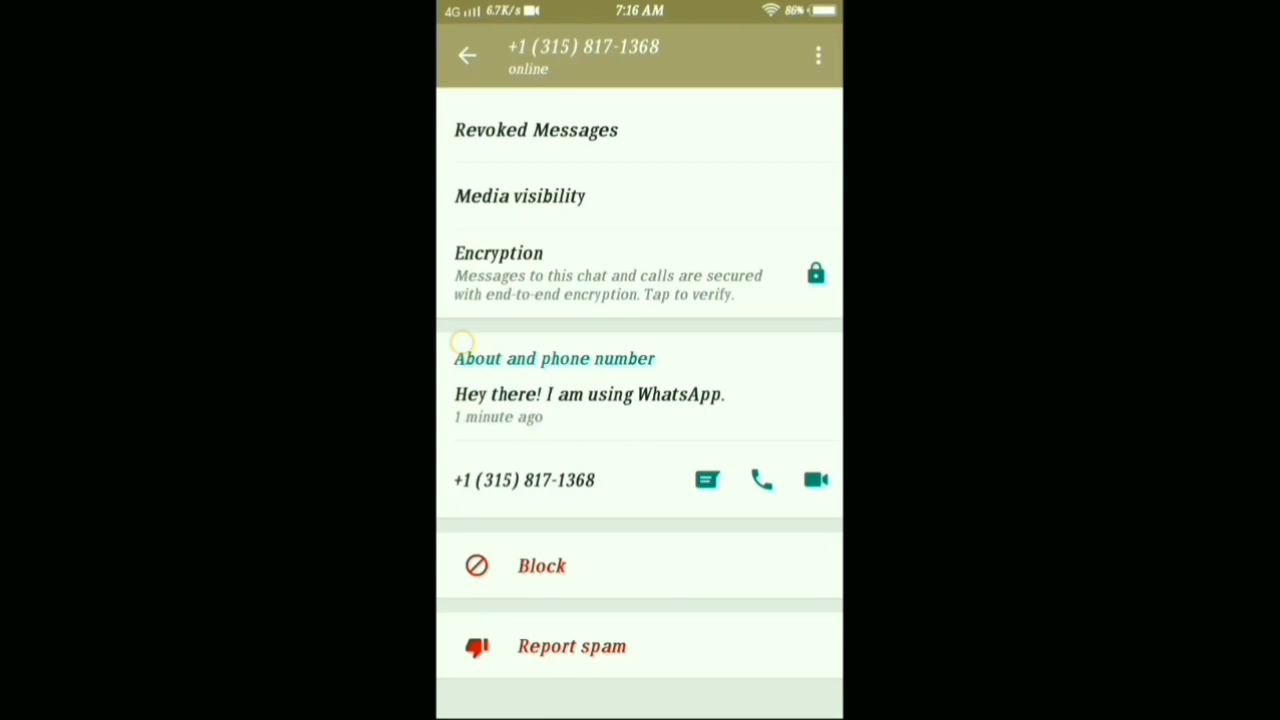 4G 6.7K/s 7:16 AM 86%
+1 (315) 817-1368
online
Revoked Messages
Media visibility
Encryption
Messages to this chat and calls are secured
with end-to-end encryption. Tap to verify.
About and phone number
Hey there! I am using WhatsApp.
1 minute ago
+1 (315) 817-1368
Block
Report spam